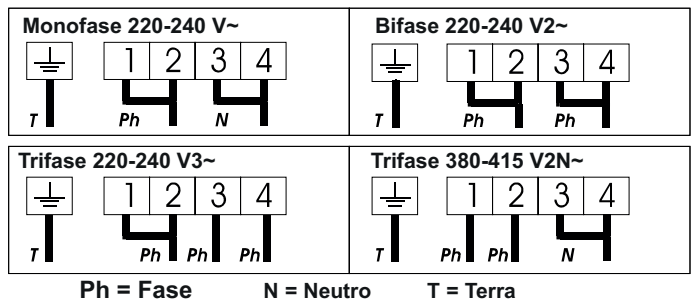 Monofase 220-240 V~
1 2 3 4
T Ph N
Bifase 220-240 V2~
1 2 3 4
T Ph Ph
Trifase 220-240 V3~
1 2 3 4
T Ph Ph Ph
Trifase 380-415 V2N~
1 2 3 4
T Ph Ph N
Ph = Fase N = Neutro T = Terra